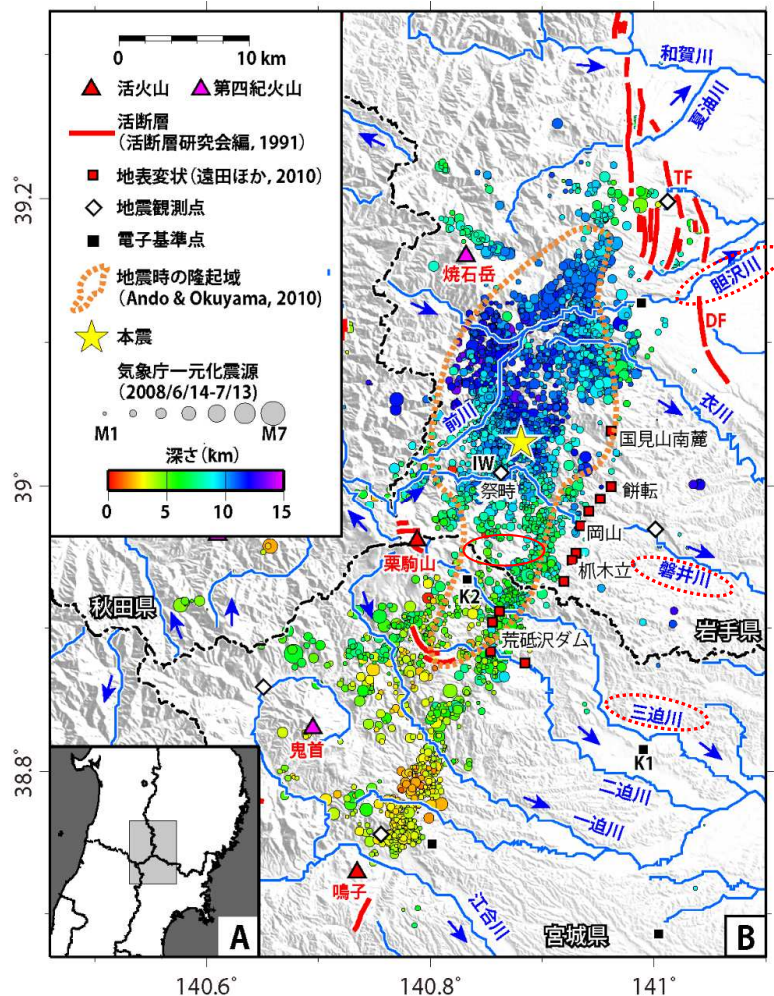 0 10 km
活火山 第四紀火山
活断層
(活断層研究会編, 1991)
地表変状(遠田ほか, 2010)
地震観測点
電子基準点
地震時の隆起域
(Ando & Okuyama, 2010)
本震
気象庁一元化震源
(2008/6/14-7/13)
M1 M7
深さ(km)
0 5 10 15
A
和賀川
夏油川
TF
焼石岳
胆沢川
DF
前川
衣川
国見山南麓
IW
祭畤
餅転
岡山
栗駒山
磐井川
柧木立
K2
秋田県
岩手県
荒砥沢ダム
三迫川
鬼首
K1
二迫川
一迫川
鳴子
江合川
宮城県
B
39.2
39
38.8
140.6˚
140.8˚
141˚